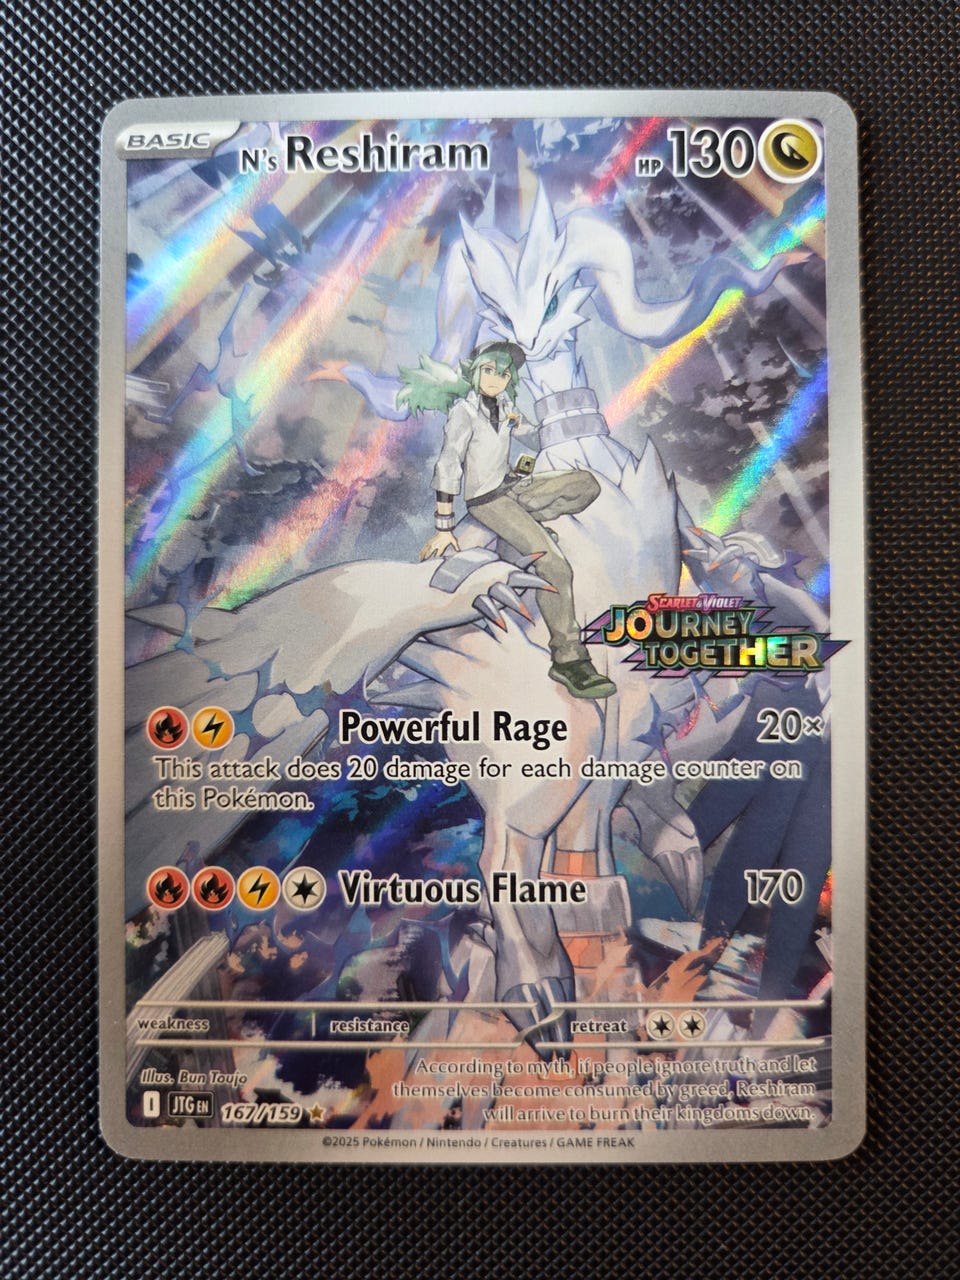 BASIC
N's Reshiram
HP 130
SCARLET & VIOLET
JOURNEY
TOGETHER
Powerful Rage 20×
This attack does 20 damage for each damage counter on
this Pokémon.
Virtuous Flame 170
weakness resistance retreat
Illus. Bun Toujo
According to myth, if people ignore truth and let
themselves become consumed by greed, Reshiram
will arrive to burn their kingdoms down.
I JTG EN 167/159
©2025 Pokémon / Nintendo / Creatures / GAME FREAK